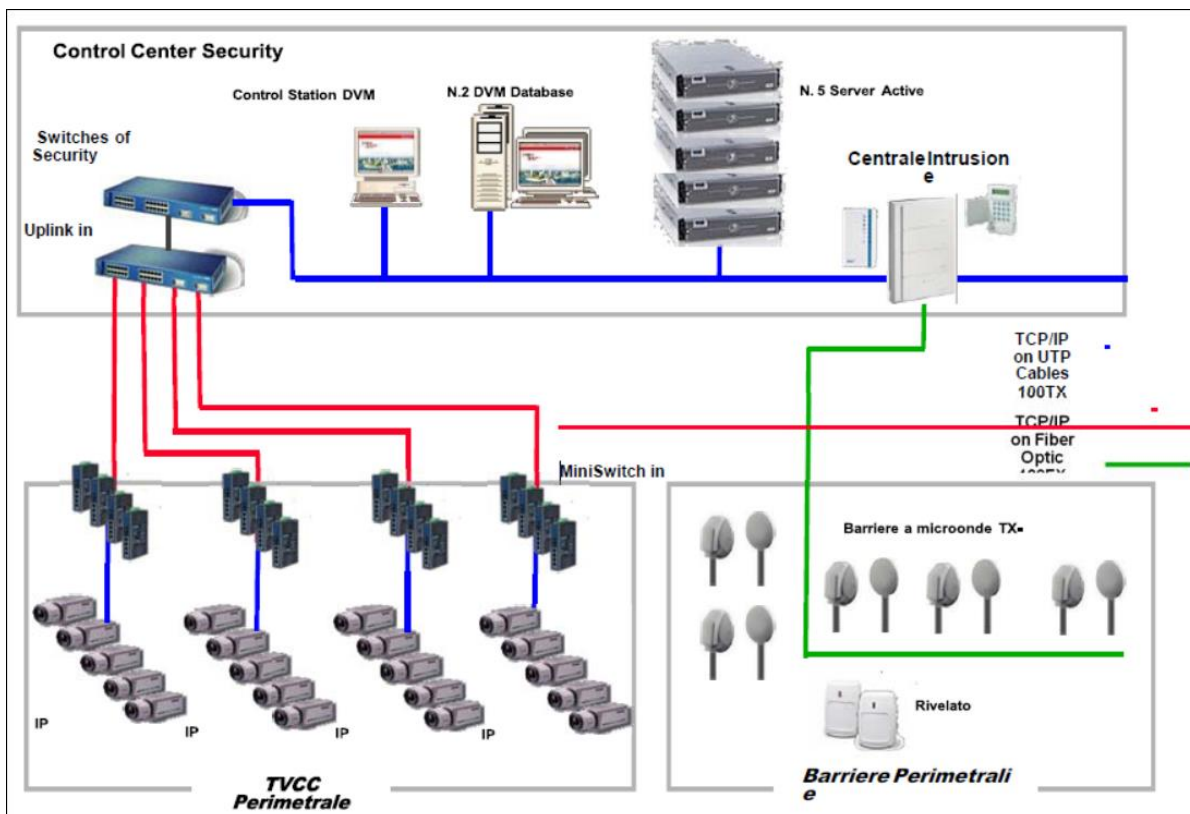 Control Center Security
Control Station DVM
N.2 DVM Database
N. 5 Server Active
Switches of
Security
Centrale Intrusion
e
Uplink in
TCP/IP
on UTP
Cables
100TX
TCP/IP
on Fiber
Optic
MiniSwitch in
Barriere a microonde TX-
Rivelato
IP
IP
IP
IP
TVCC
Perimetrale
Barriere Perimetrali
e